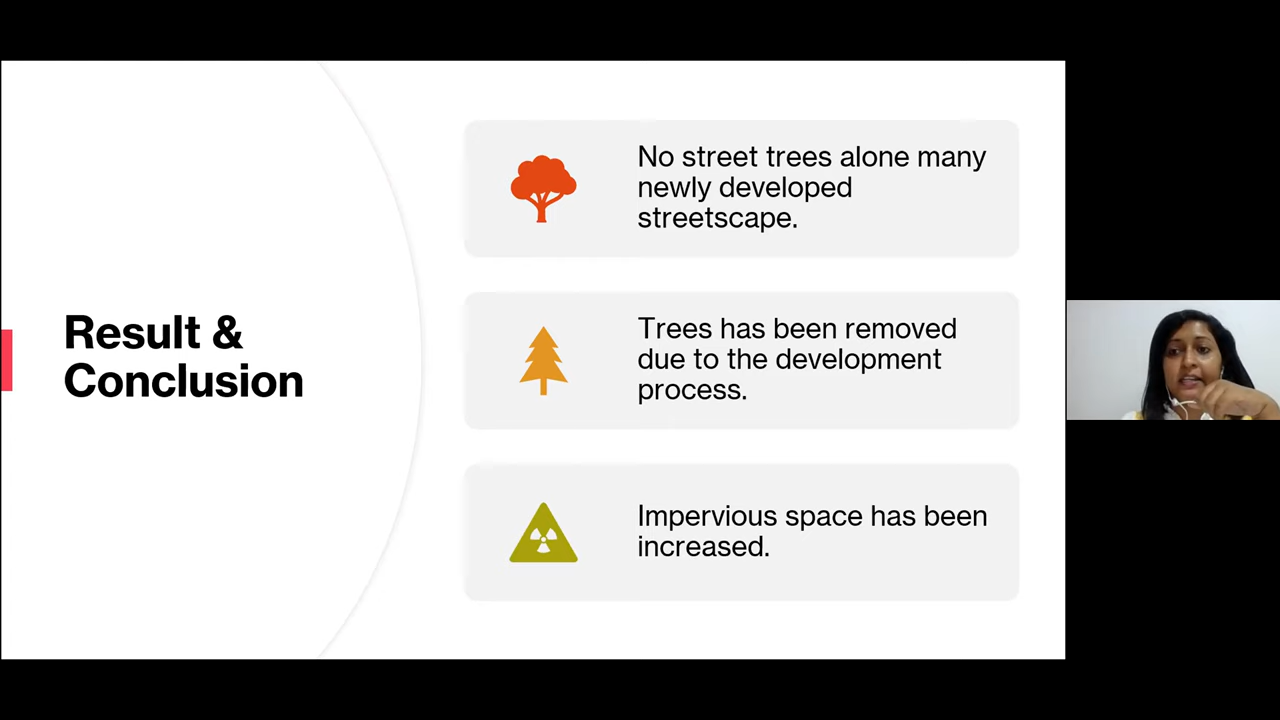 Result &
Conclusion
No street trees alone many
newly developed
streetscape.
Trees has been removed
due to the development
process.
Impervious space has been
increased.